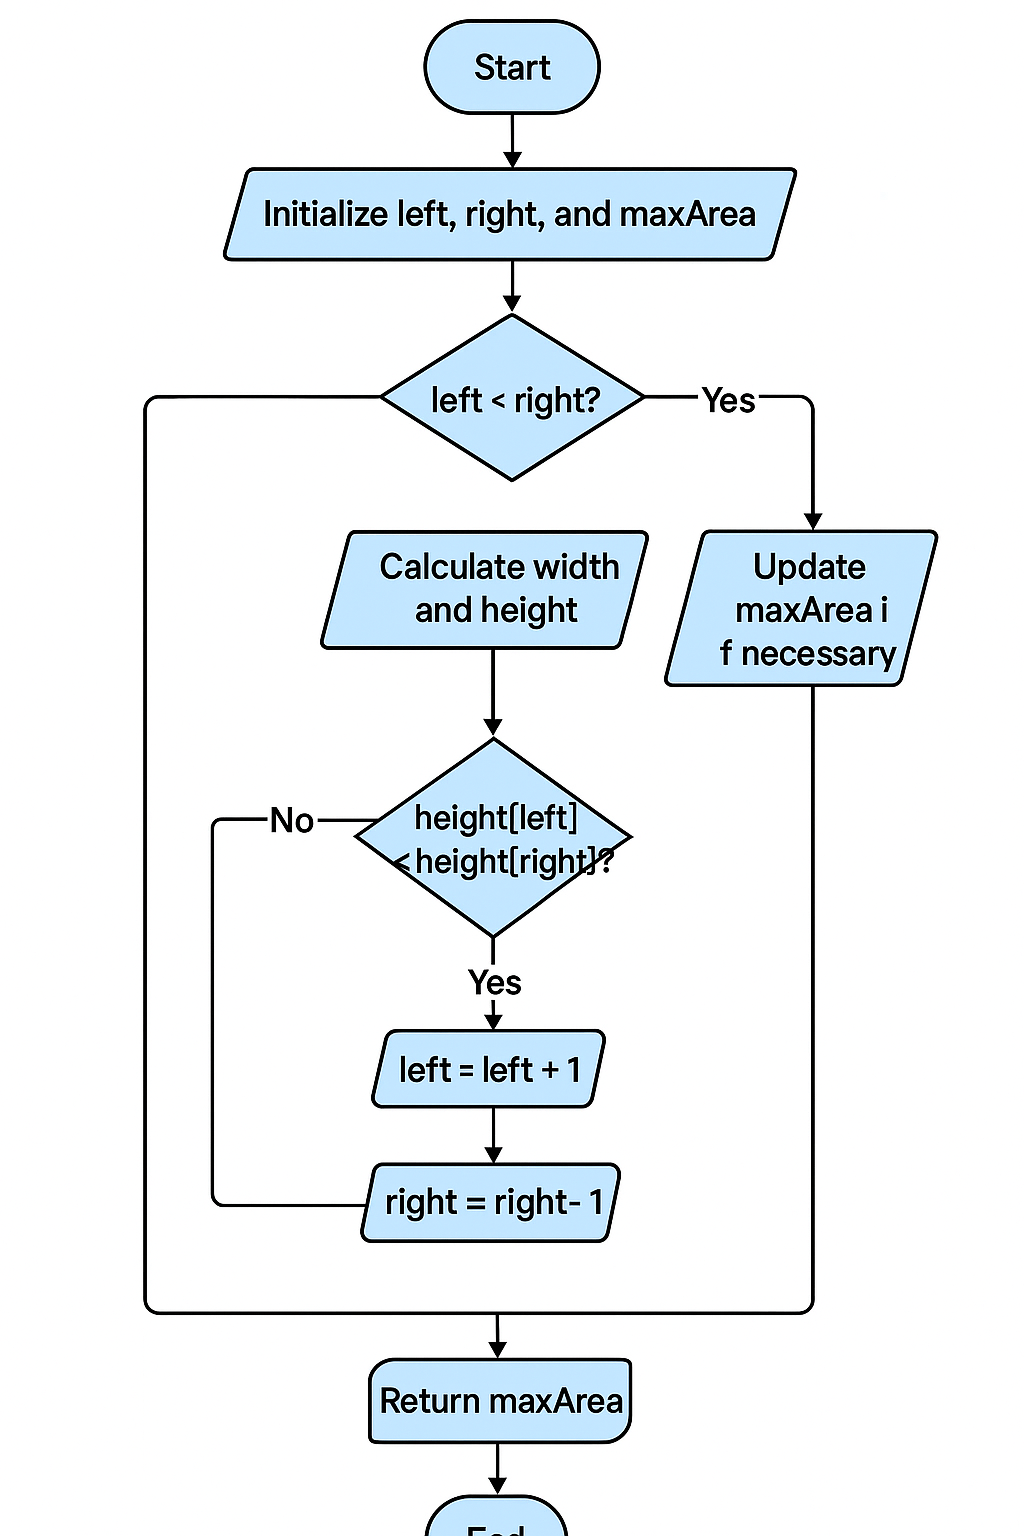 Start
Initialize left, right, and maxArea
left < right?
Yes
Calculate width
and height
Update
maxArea i
f necessary
No
height[left]
< height[right]?
Yes
left = left + 1
right = right- 1
Return maxArea
End